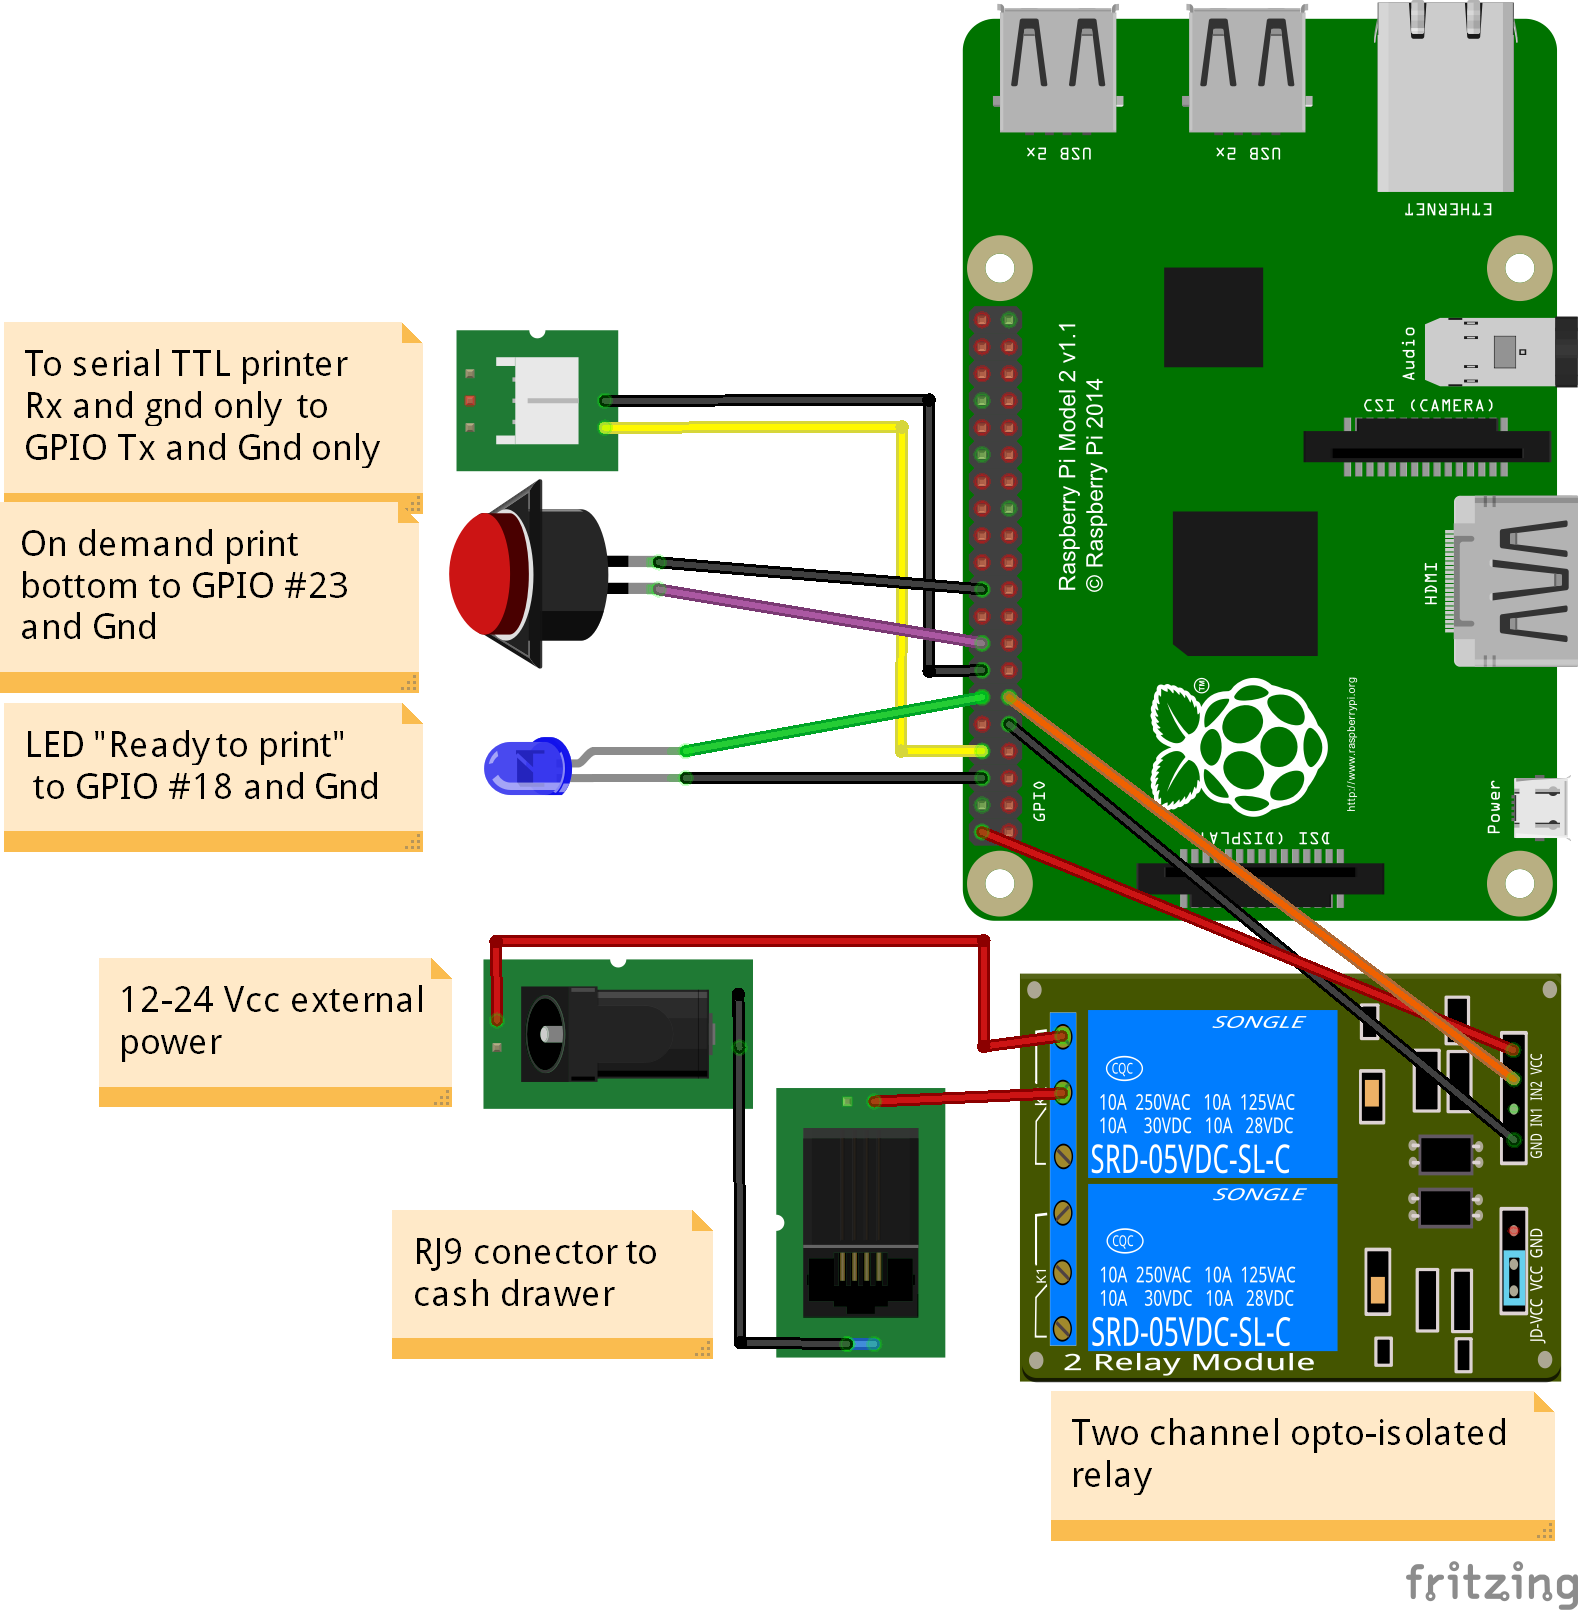 USB 2x
USB 2x
ETHERNET
To serial TTL printer
Rx and gnd only to
GPIO Tx and Gnd only
On demand print
bottom to GPIO #23
and Gnd
LED "Ready to print"
to GPIO #18 and Gnd
Raspberry Pi Model 2 v1.1
© Raspberry Pi 2014
Audio
CSI (CAMERA)
HDMI
TM
http://www.raspberrypi.org
Power
GPIO
DSI (DISPLAY)
12-24 Vcc external
power
RJ9 conector to
cash drawer
SONGLE
CQC
10A 250VAC 10A 125VAC
10A 30VDC 10A 28VDC
SRD-05VDC-SL-C
SONGLE
CQC
10A 250VAC 10A 125VAC
10A 30VDC 10A 28VDC
SRD-05VDC-SL-C
K1
GND IN1 IN2 VCC
JD-VCC VCC GND
2 Relay Module
Two channel opto-isolated
relay
fritzing